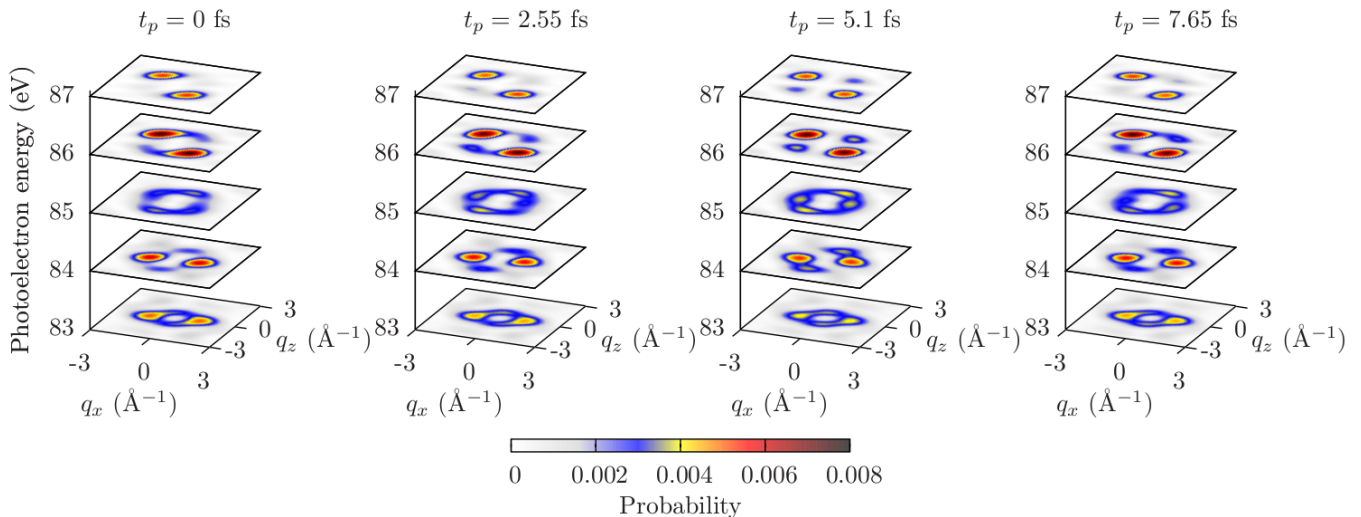 t_p = 0 fs
t_p = 2.55 fs
t_p = 5.1 fs
t_p = 7.65 fs
Photoelectron energy (eV)
87
86
85
84
83
-3
0
3
q_x (Å⁻¹)
3
0
-3
q_z (Å⁻¹)
87
86
85
84
83
-3
0
3
q_x (Å⁻¹)
3
0
-3
q_z (Å⁻¹)
87
86
85
84
83
-3
0
3
q_x (Å⁻¹)
3
0
-3
q_z (Å⁻¹)
87
86
85
84
83
-3
0
3
q_x (Å⁻¹)
3
0
-3
q_z (Å⁻¹)
0 0.002 0.004 0.006 0.008
Probability